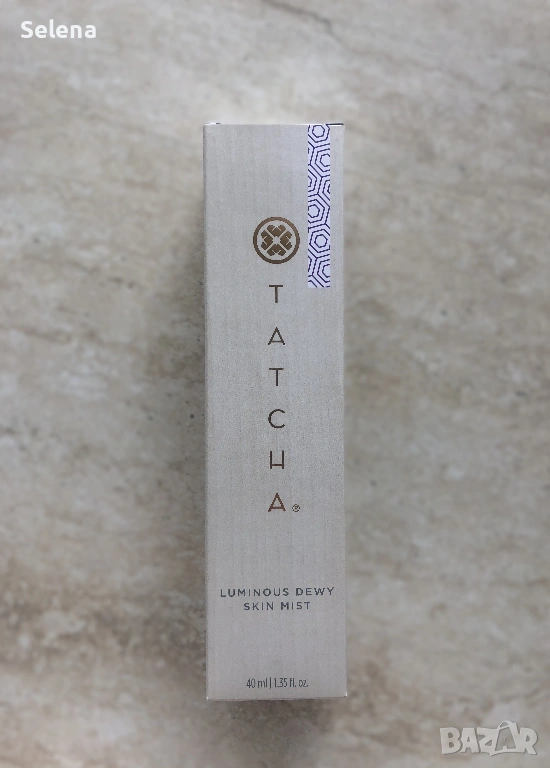 Selena
TATCHA®
LUMINOUS DEWY
SKIN MIST
40 ml | 1.35 fl. oz.
BAZAR